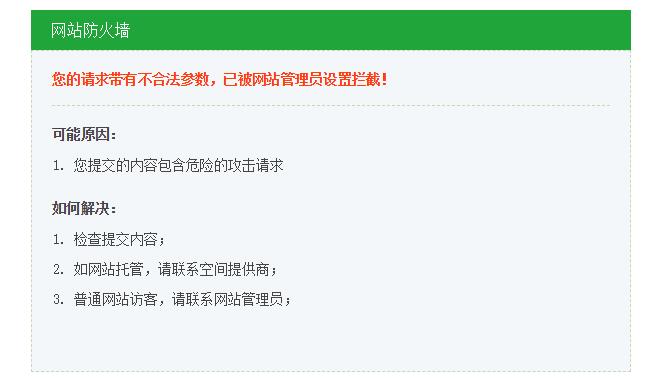 网站防火墙
您的请求带有不合法参数，已被网站管理员设置拦截！
可能原因：
1. 您提交的内容包含危险的攻击请求
如何解决：
1. 检查提交内容；
2. 如网站托管，请联系空间提供商；
3. 普通网站访客，请联系网站管理员；